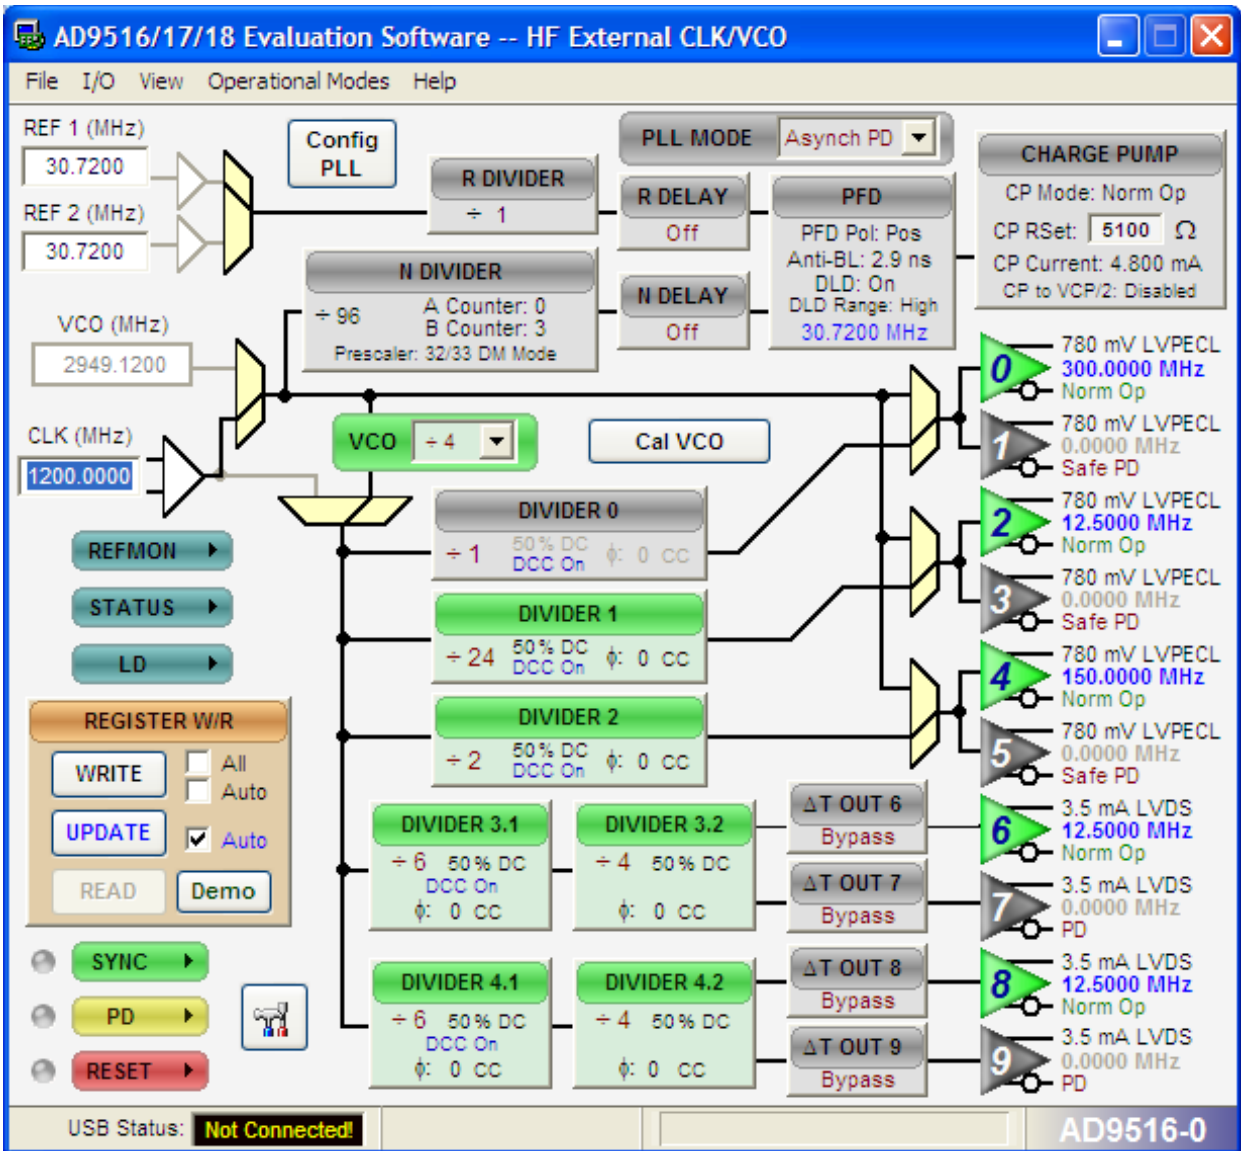 AD9516/17/18 Evaluation Software -- HF External CLK/VCO
File I/O View Operational Modes Help
REF 1 (MHz)
30.7200
REF 2 (MHz)
30.7200
Config
PLL
R DIVIDER
÷ 1
PLL MODE Asynch PD
R DELAY
Off
N DELAY
Off
PFD
PFD Pol: Pos
Anti-BL: 2.9 ns
DLD: On
DLD Range: High
30.7200 MHz
CHARGE PUMP
CP Mode: Norm Op
CP RSet: 5100 Ω
CP Current: 4.800 mA
CP to VCP/2: Disabled
N DIVIDER
÷ 96
A Counter: 0
B Counter: 3
Prescaler: 32/33 DM Mode
VCO (MHz)
2949.1200
CLK (MHz)
1200.0000
VCO ÷ 4
Cal VCO
DIVIDER 0
÷ 1 50% DC
DCC On
ϕ: 0 CC
DIVIDER 1
÷ 24 50% DC
DCC On
ϕ: 0 CC
DIVIDER 2
÷ 2 50% DC
DCC On
ϕ: 0 CC
DIVIDER 3.1
÷ 6 50% DC
DCC On
ϕ: 0 CC
DIVIDER 3.2
÷ 4 50% DC
ϕ: 0 CC
DIVIDER 4.1
÷ 6 50% DC
DCC On
ϕ: 0 CC
DIVIDER 4.2
÷ 4 50% DC
ϕ: 0 CC
ΔT OUT 6
Bypass
ΔT OUT 7
Bypass
ΔT OUT 8
Bypass
ΔT OUT 9
Bypass
0
780 mV LVPECL
300.0000 MHz
Norm Op
1
780 mV LVPECL
0.0000 MHz
Safe PD
2
780 mV LVPECL
12.5000 MHz
Norm Op
3
780 mV LVPECL
0.0000 MHz
Safe PD
4
780 mV LVPECL
150.0000 MHz
Norm Op
5
780 mV LVPECL
0.0000 MHz
Safe PD
6
3.5 mA LVDS
12.5000 MHz
Norm Op
7
3.5 mA LVDS
0.0000 MHz
PD
8
3.5 mA LVDS
12.5000 MHz
Norm Op
9
3.5 mA LVDS
0.0000 MHz
PD
REFMON
STATUS
LD
REGISTER W/R
WRITE
All
Auto
UPDATE
Auto
READ
Demo
SYNC
PD
RESET
USB Status: Not Connected!
AD9516-0